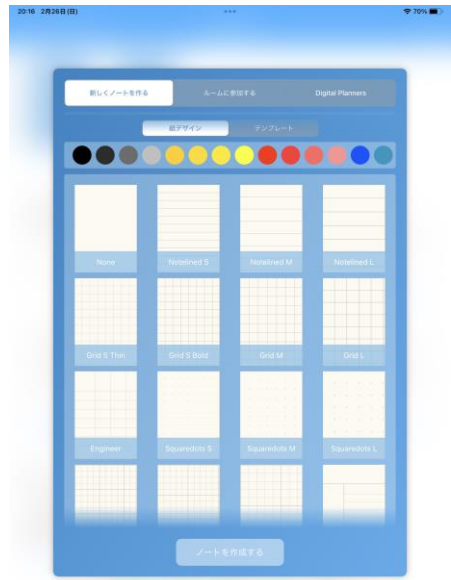 20:16 2月26日(日) 70%
新しくノートを作る ルームに参加する Digital Planners
紙デザイン テンプレート
None Notelined S Notelined M Notelined L
Grid S Thin Grid S Bold Grid M Grid L
Engineer Squaredots S Squaredots M Squaredots L
ノートを作成する